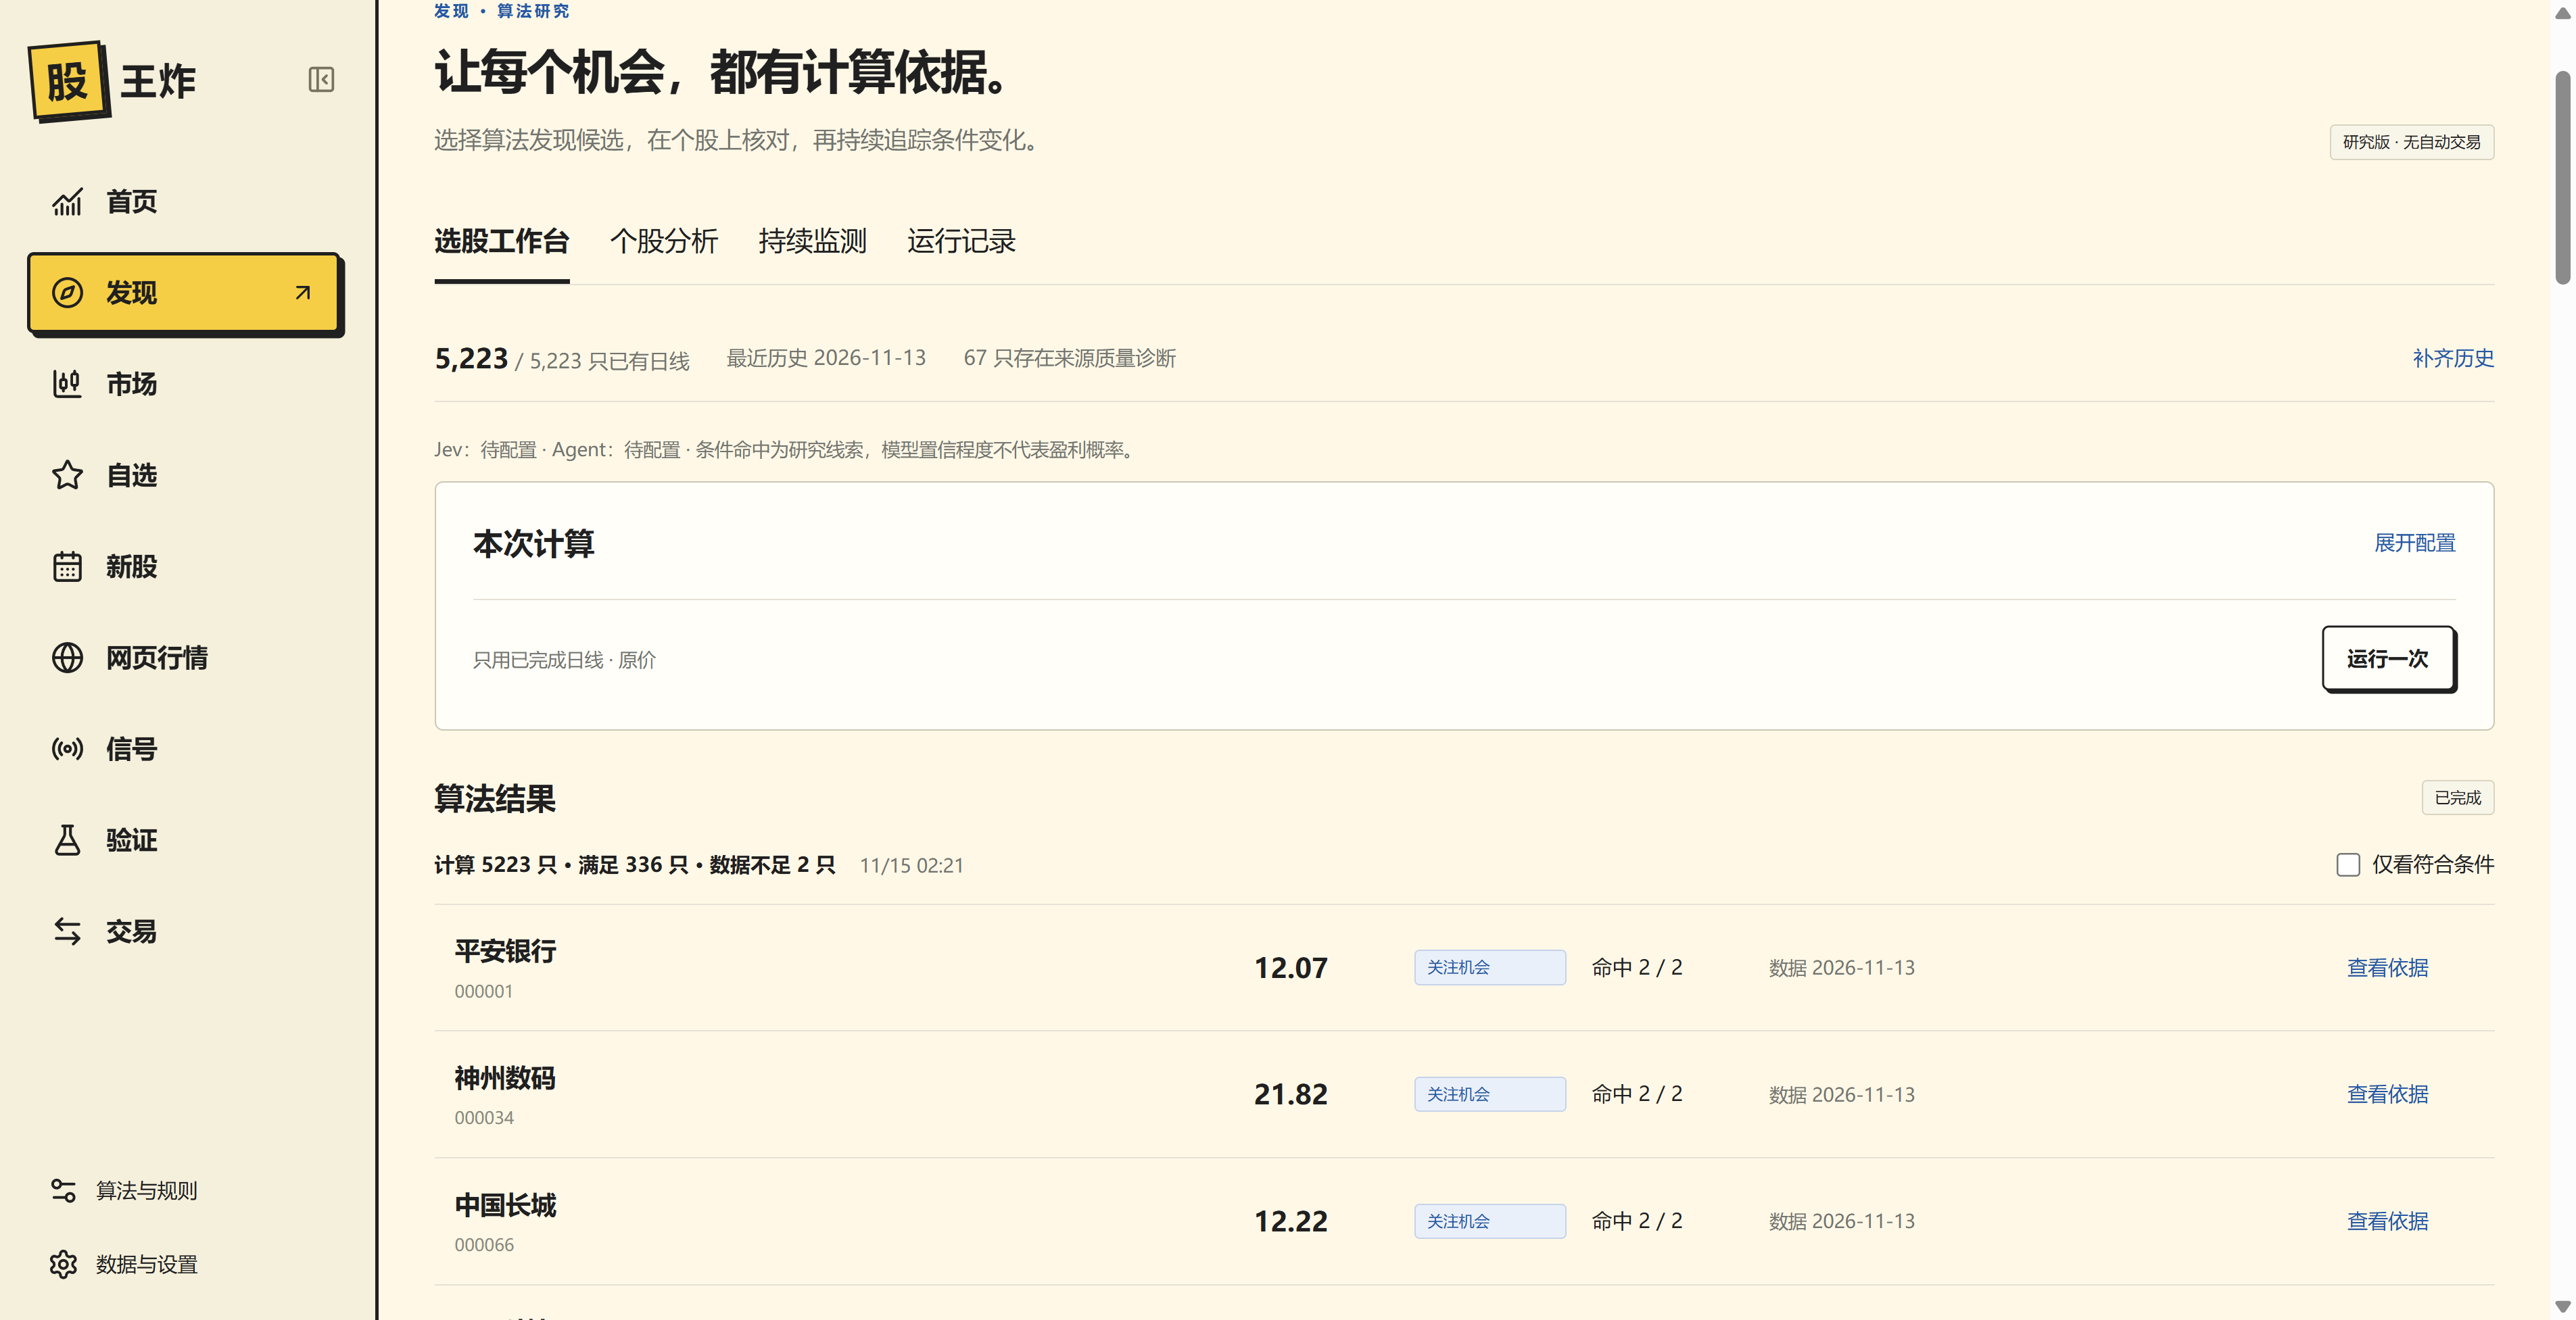 股 王炸
首页
发现
市场
自选
新股
网页行情
信号
验证
交易
算法与规则
数据与设置
发现 • 算法研究
让每个机会，都有计算依据。
选择算法发现候选，在个股上核对，再持续追踪条件变化。
研究版 · 无自动交易
选股工作台 个股分析 持续监测 运行记录
5,223 / 5,223 只已有日线 最近历史 2026-11-13 67 只存在来源质量诊断 补齐历史
Jev：待配置 · Agent：待配置 · 条件命中为研究线索，模型置信程度不代表盈利概率。
本次计算 展开配置
只用已完成日线 · 原价 运行一次
算法结果 已完成
计算 5223 只 • 满足 336 只 • 数据不足 2 只 11/15 02:21 仅看符合条件
平安银行
000001
12.07 关注机会 命中 2 / 2 数据 2026-11-13 查看依据
神州数码
000034
21.82 关注机会 命中 2 / 2 数据 2026-11-13 查看依据
中国长城
000066
12.22 关注机会 命中 2 / 2 数据 2026-11-13 查看依据